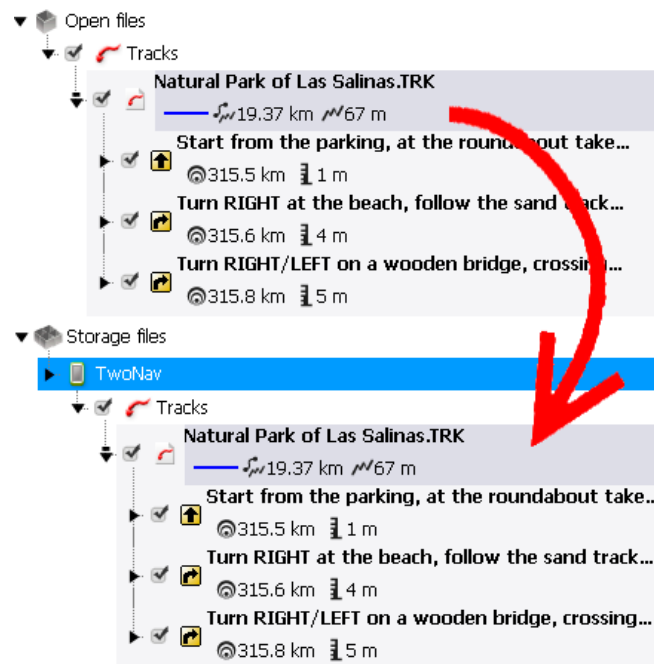 Open files
Tracks
Natural Park of Las Salinas.TRK
19.37 km 67 m
Start from the parking, at the roundabout take...
315.5 km 1 m
Turn RIGHT at the beach, follow the sand track...
315.6 km 4 m
Turn RIGHT/LEFT on a wooden bridge, crossing...
315.8 km 5 m
Storage files
TwoNav
Tracks
Natural Park of Las Salinas.TRK
19.37 km 67 m
Start from the parking, at the roundabout take..
315.5 km 1 m
Turn RIGHT at the beach, follow the sand track...
315.6 km 4 m
Turn RIGHT/LEFT on a wooden bridge, crossing...
315.8 km 5 m